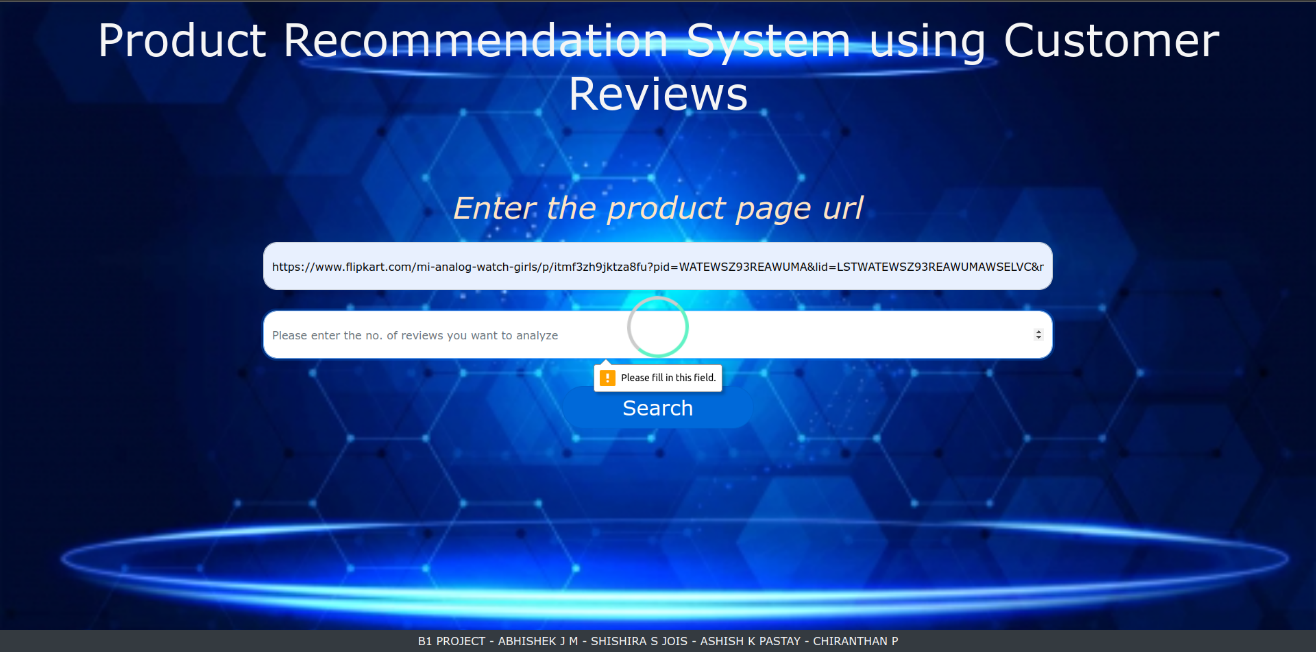 Product Recommendation System using Customer
Reviews
Enter the product page url
https://www.flipkart.com/mi-analog-watch-girls/p/itmf3zh9jktza8fu?pid=WATEWSZ93REAWUMA&lid=LSTWATEWSZ93REAWUMAWSELVC&r
Please enter the no. of reviews you want to analyze
Please fill in this field.
Search
B1 PROJECT - ABHISHEK J M - SHISHIRA S JOIS - ASHISH K PASTAY - CHIRANTHAN P